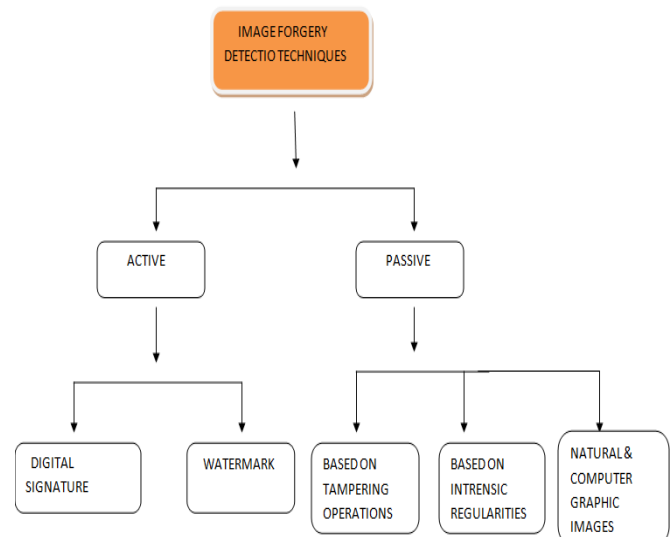 IMAGE FORGERY
DETECTIO TECHNIQUES
ACTIVE
PASSIVE
DIGITAL
SIGNATURE
WATERMARK
BASED ON
TAMPERING
OPERATIONS
BASED ON
INTRENSIC
REGULARITIES
NATURAL &
COMPUTER
GRAPHIC
IMAGES